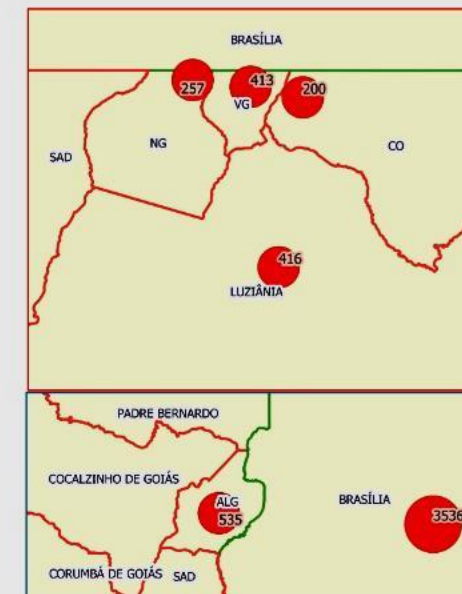 BRASÍLIA
257
413
200
VG
SAD
NG
CO
416
LUZIÂNIA
PADRE BERNARDO
COCALZINHO DE GOIÁS
ALG
535
BRASÍLIA
3536
CORUMBÁ DE GOIÁS
SAD